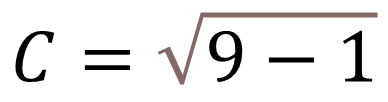 C = √9 − 1